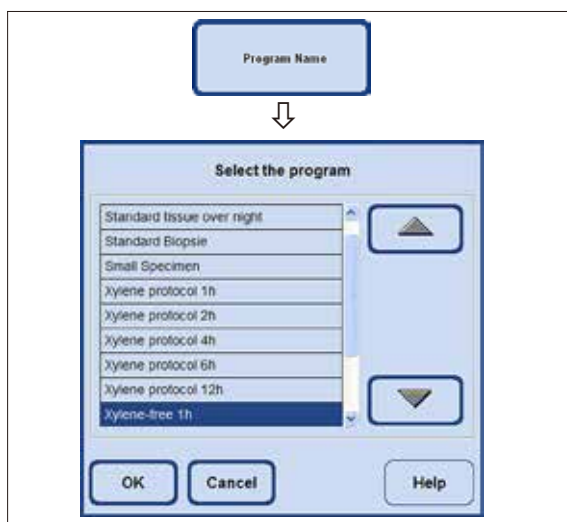 Program Name
Select the program
Standard tissue over night
Standard Biopsie
Small Specimen
Xylene protocol 1h
Xylene protocol 2h
Xylene protocol 4h
Xylene protocol 6h
Xylene protocol 12h
Xylene-free 1h
OK Cancel Help